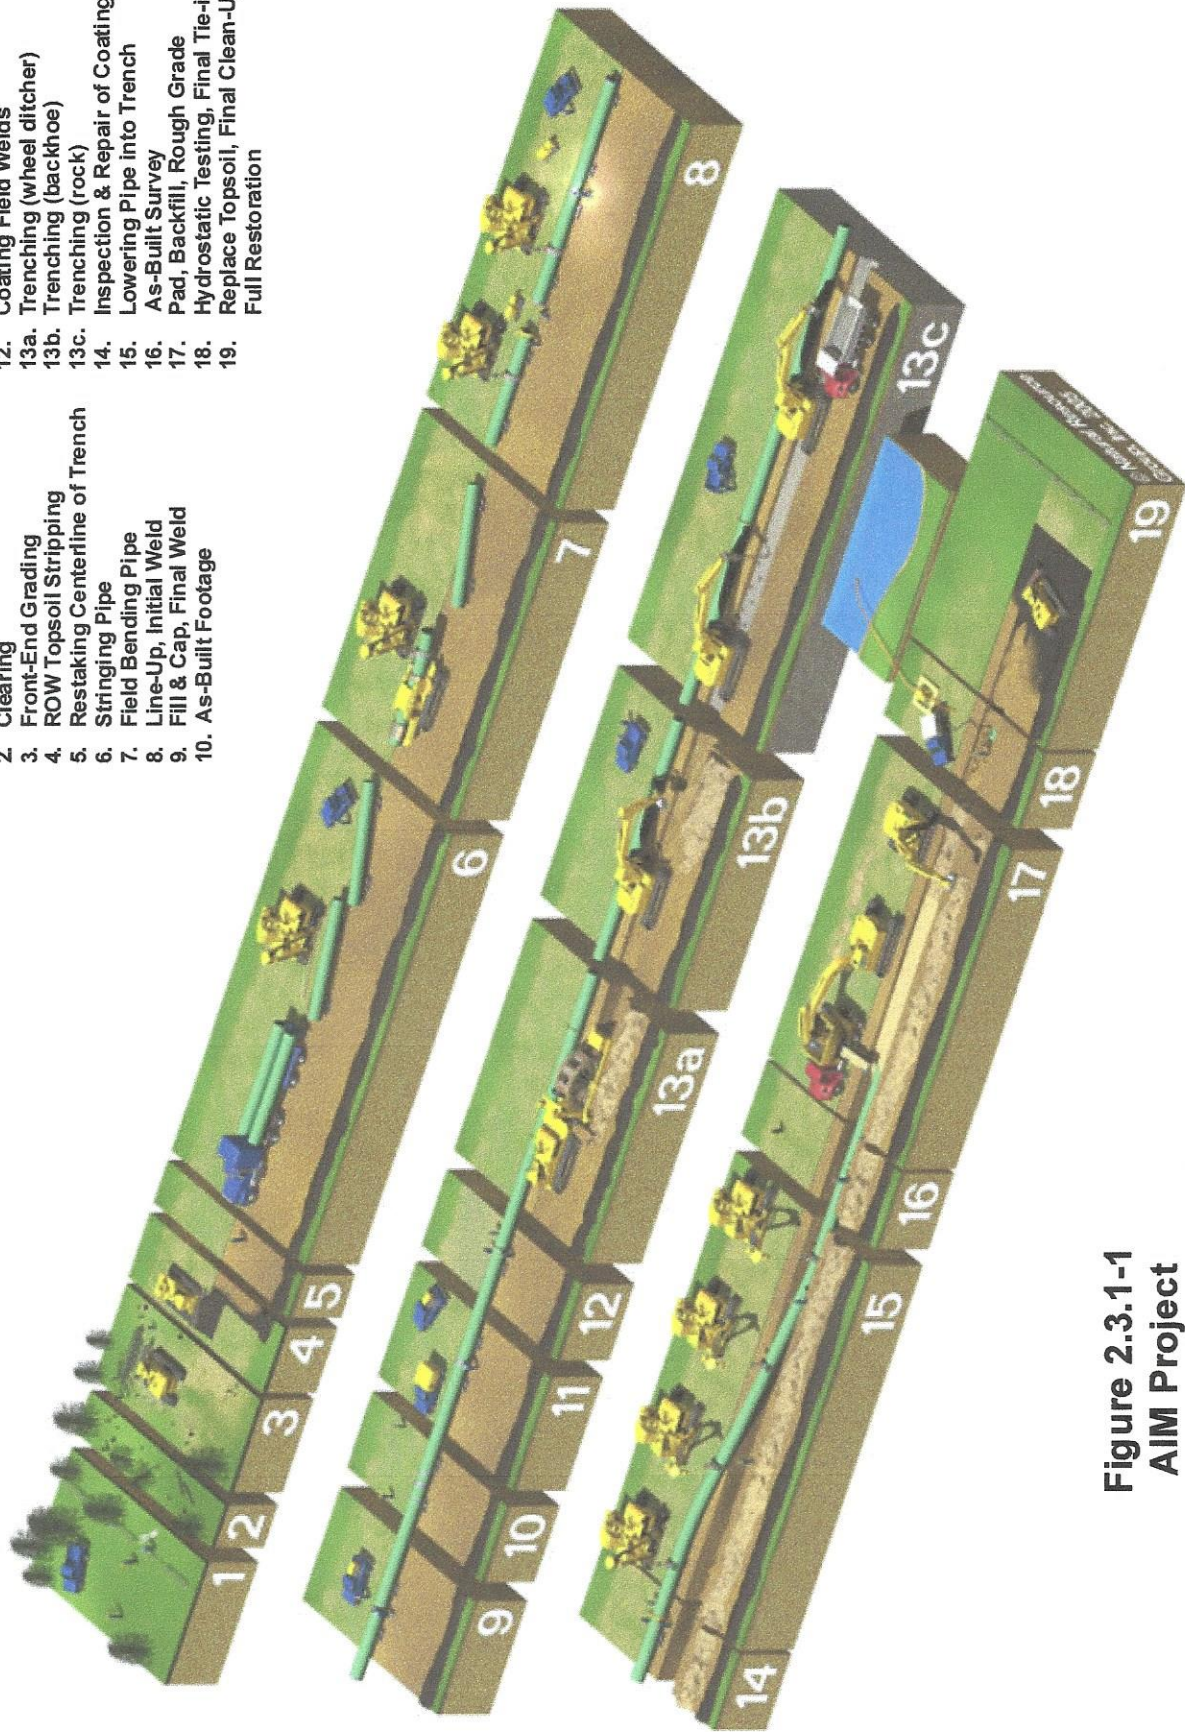 2. Clearing
3. Front-End Grading
4. ROW Topsoil Stripping
5. Restaking Centerline of Trench
6. Stringing Pipe
7. Field Bending Pipe
8. Line-Up, Initial Weld
9. Fill & Cap, Final Weld
10. As-Built Footage
12. Coating Field Welds
13a. Trenching (wheel ditcher)
13b. Trenching (backhoe)
13c. Trenching (rock)
14. Inspection & Repair of Coating
15. Lowering Pipe into Trench
16. As-Built Survey
17. Pad, Backfill, Rough Grade
18. Hydrostatic Testing, Final Tie-i
19. Replace Topsoil, Final Clean-U
Full Restoration
1
2
3
4
5
6
7
8
9
10
11
12
13a
13b
13c
14
15
16
17
18
19
© Natural Resource
Group, Inc. 2005
Figure 2.3.1-1
AIM Project